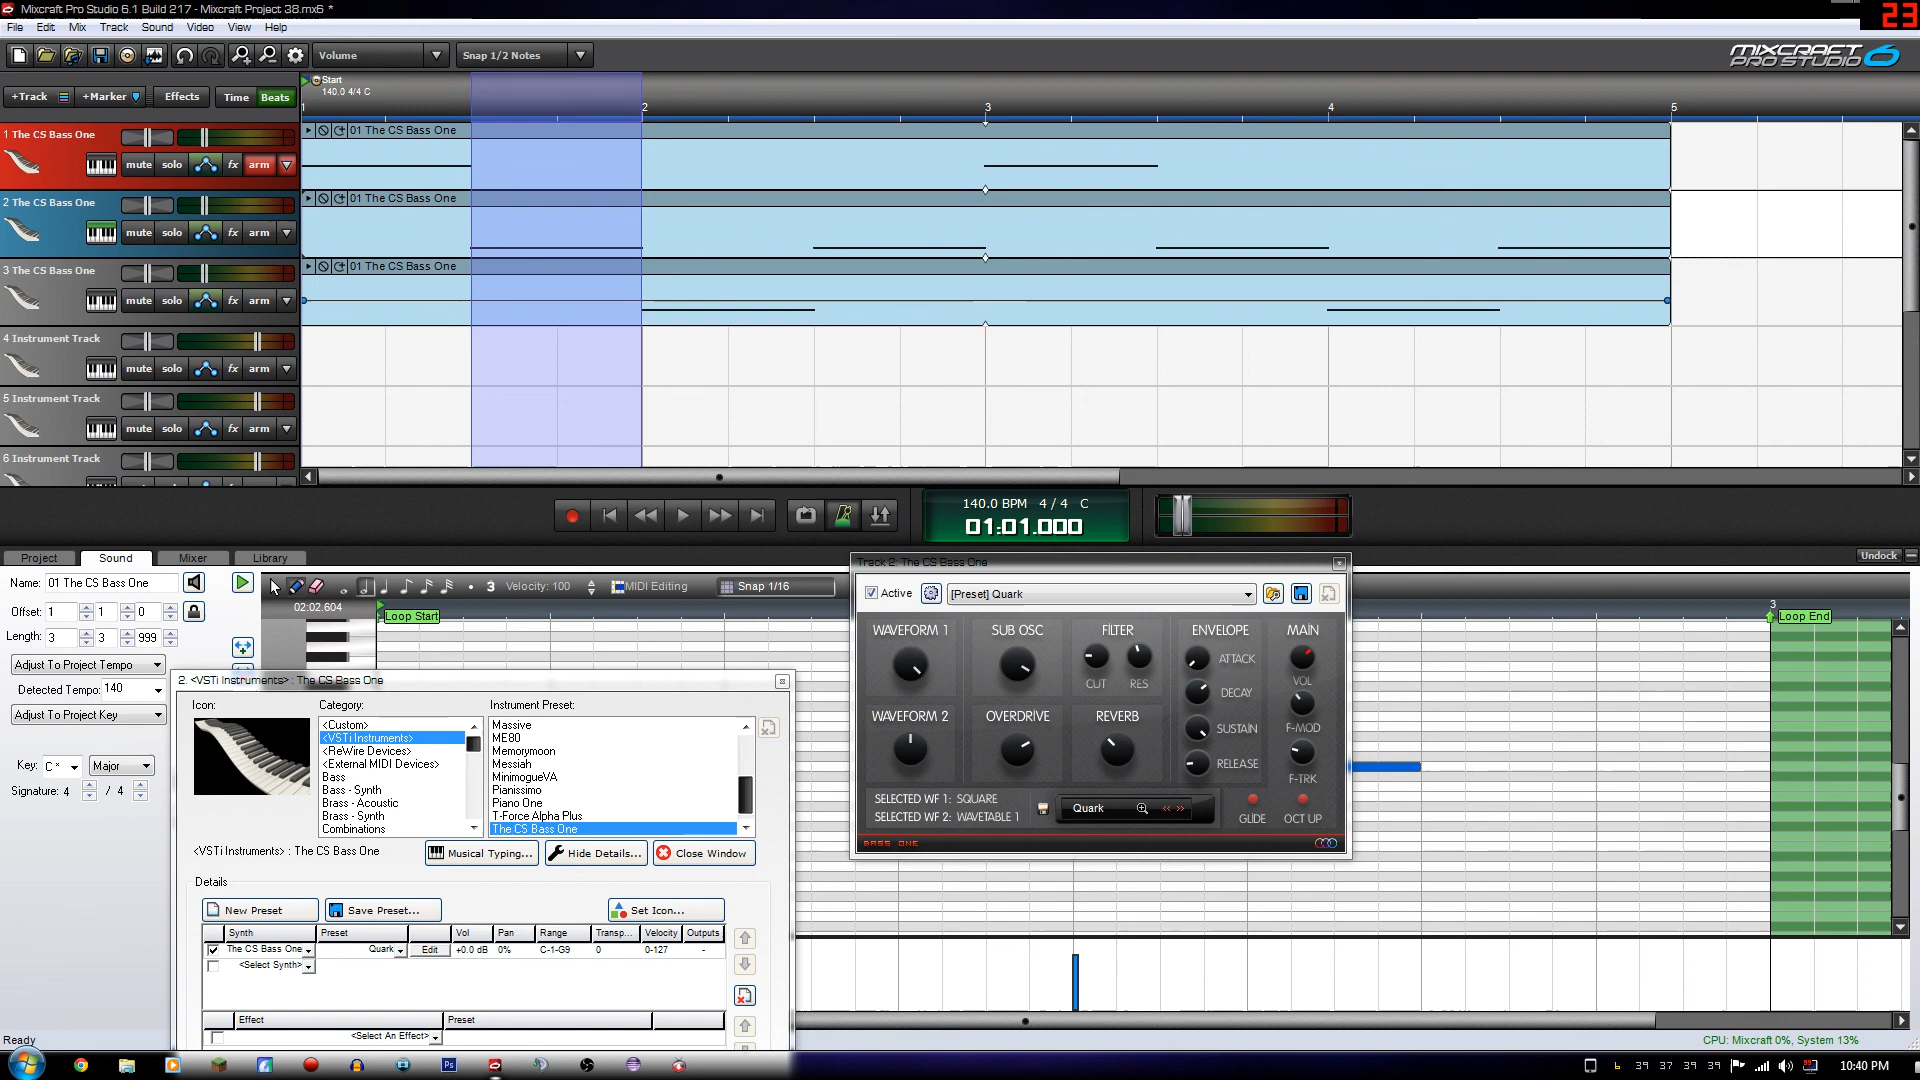 Mixcraft Pro Studio 6.1 Build 217 - Mixcraft Project 38.mx6 *
23
File Edit Mix Track Sound Video View Help
Volume
Snap 1/2 Notes
MIXCRAFT PRO STUDIO 6
+Track +Marker Effects Time Beats
Start
140.0 4/4 C
1 2 3 4 5
1 The CS Bass One
mute solo fx arm
01 The CS Bass One
2 The CS Bass One
mute solo fx arm
01 The CS Bass One
3 The CS Bass One
mute solo fx arm
01 The CS Bass One
4 Instrument Track
mute solo fx arm
5 Instrument Track
mute solo fx arm
6 Instrument Track
140.0 BPM 4 / 4 C
01:01.000
Project Sound Mixer Library
Undock
Name: 01 The CS Bass One
Offset: 1 1 0
Length: 3 3 999
Adjust To Project Tempo
Detected Tempo: 140
Adjust To Project Key
Key: C * Major
Signature: 4 / 4
3 Velocity: 100
MIDI Editing
Snap 1/16
02:02.604
Loop Start
3
Loop End
2. <VSTi Instruments> : The CS Bass One
Icon: Category: Instrument Preset:
<Custom>
<VSTi Instruments>
<ReWire Devices>
<External MIDI Devices>
Bass
Bass - Synth
Brass - Acoustic
Brass - Synth
Combinations
Massive
ME80
Memorymoon
Messiah
MinimogueVA
Pianissimo
Piano One
T-Force Alpha Plus
The CS Bass One
<VSTi Instruments> : The CS Bass One
Musical Typing... Hide Details... Close Window
Details
New Preset Save Preset... Set Icon...
Synth Preset Vol Pan Range Transp... Velocity Outputs
The CS Bass One Quark Edit +0.0 dB 0% C-1-G9 0 0-127 -
<Select Synth>
Effect Preset
<Select An Effect>
Track 2: The CS Bass One
Active
[Preset] Quark
WAVEFORM 1 SUB OSC FILTER ENVELOPE MAIN
CUT RES
ATTACK
VOL
DECAY
WAVEFORM 2 OVERDRIVE REVERB
SUSTAIN
F-MOD
RELEASE
F-TRK
SELECTED WF 1: SQUARE
SELECTED WF 2: WAVETABLE 1
Quark
GLIDE OCT UP
BASS ONE
Ready
CPU: Mixcraft 0%, System 13%
Ps
39 37 39 39
10:40 PM